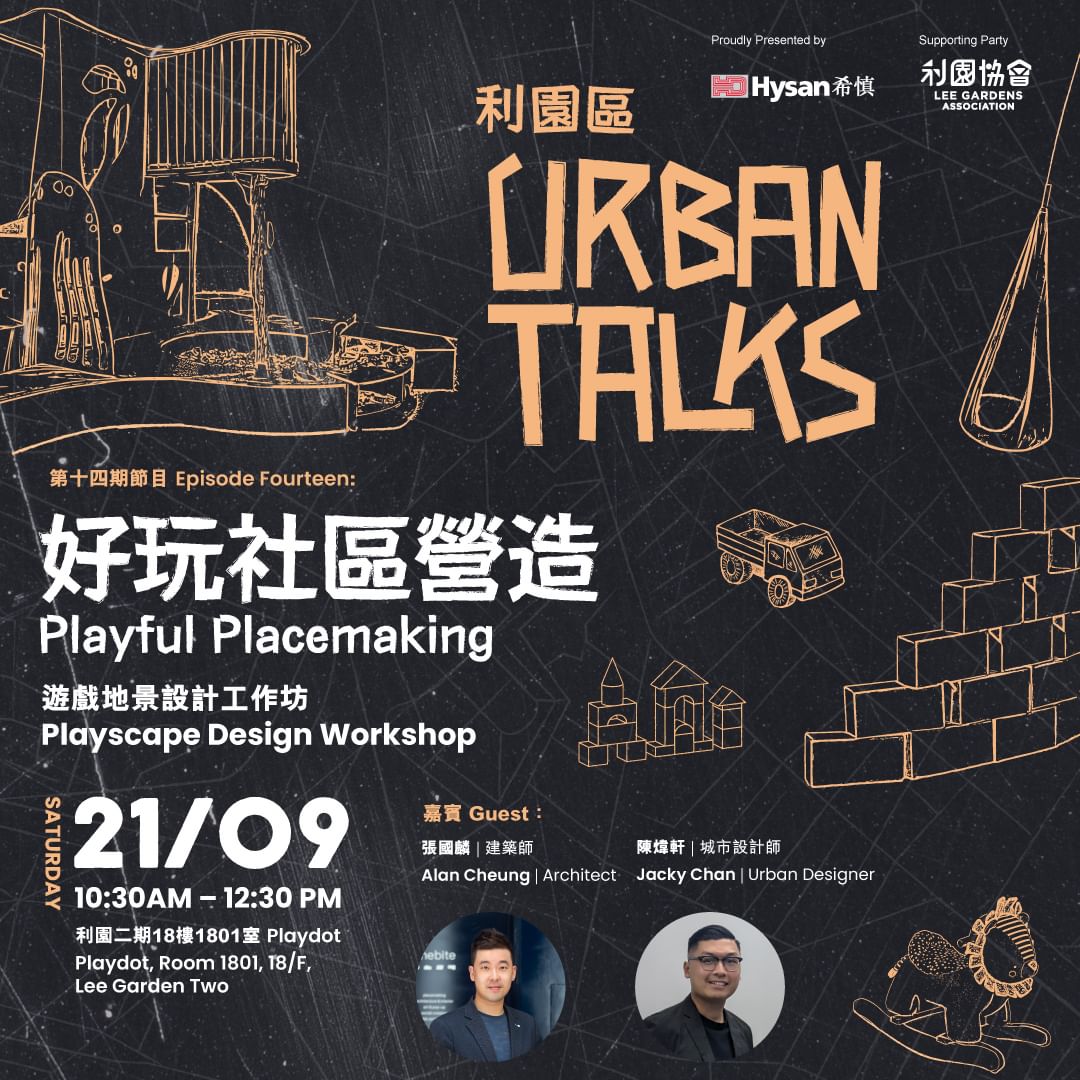 Proudly Presented by
Hysan希慎
Supporting Party
利園協會
LEE GARDENS
ASSOCIATION
利園區
URBAN
TALKS
第十四期節目 Episode Fourteen:
好玩社區營造
Playful Placemaking
遊戲地景設計工作坊
Playscape Design Workshop
SATURDAY
21/09
10:30AM – 12:30 PM
利園二期18樓1801室 Playdot
Playdot, Room 1801, 18/F,
Lee Garden Two
嘉賓 Guest：
張國麟 | 建築師
Alan Cheung | Architect
陳煒軒 | 城市設計師
Jacky Chan | Urban Designer